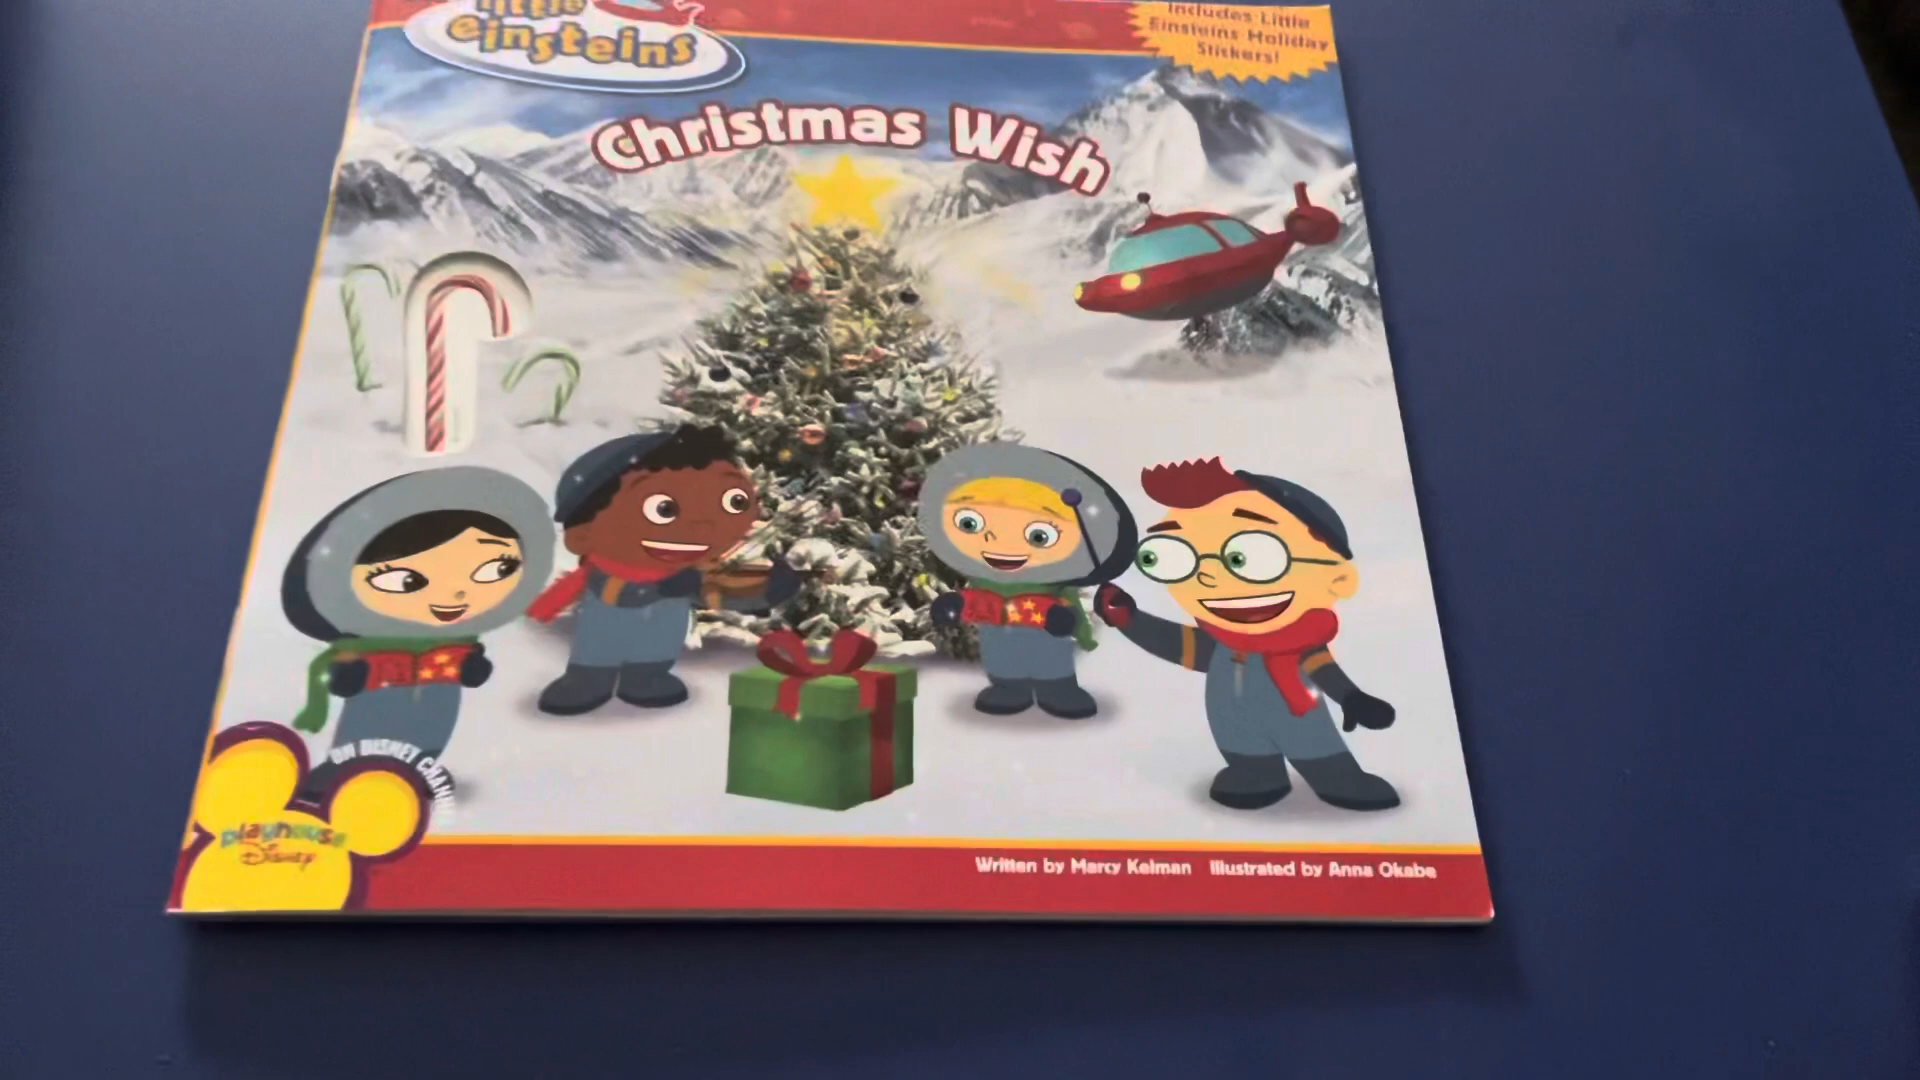 little
einsteins
Includes Little
Einsteins Holiday
Stickers!
Christmas Wish
ON DISNEY CHANNEL
playhouse
Disney
Written by Marcy Kelman Illustrated by Anna Okabe